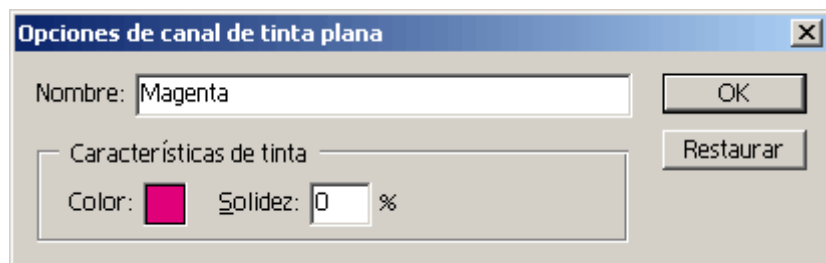 Opciones de canal de tinta plana
Nombre: Magenta
OK
Características de tinta
Restaurar
Color: Solidez: 0 %